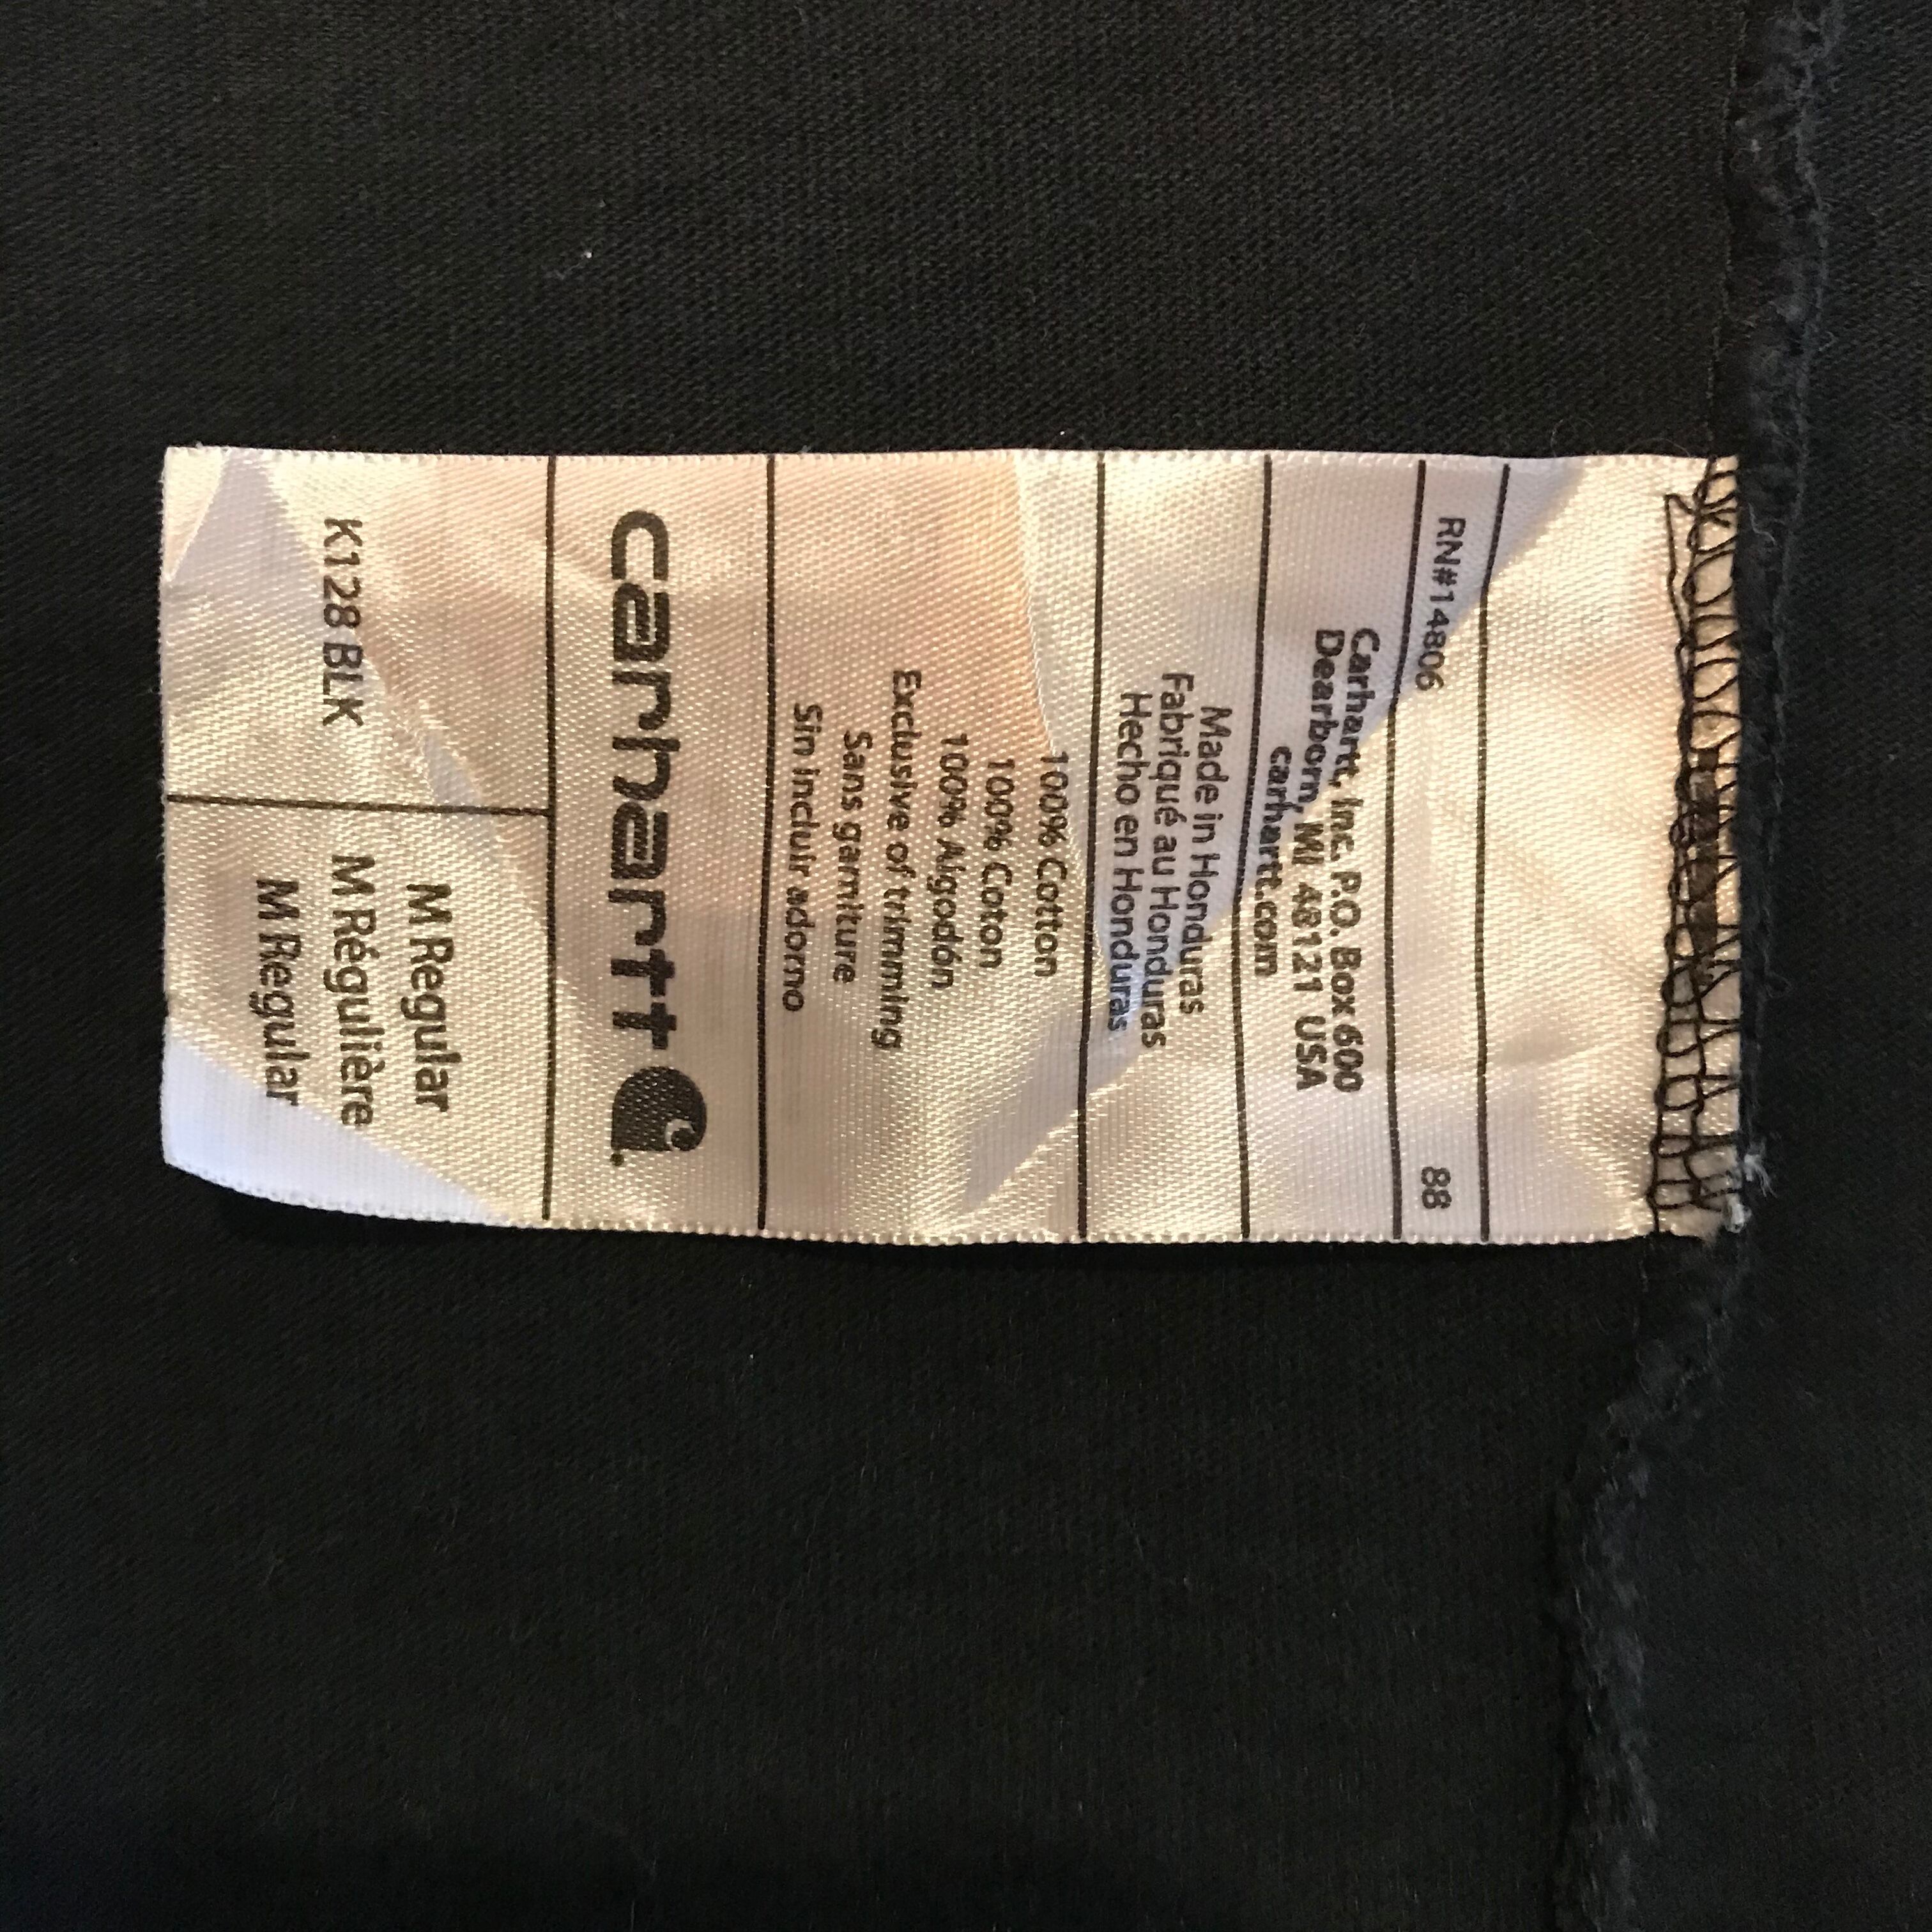 RN#14806 88
Carhartt, Inc. P.O. Box 600
Dearborn, MI 48121 USA
carhartt.com
Made in Honduras
Fabriqué au Honduras
Hecho en Honduras
100% Cotton
100% Coton
100% Algodón
Exclusive of trimming
Sans garniture
Sin incluir adorno
carhartt
K128 BLK
M Regular
M Régulière
M Regular